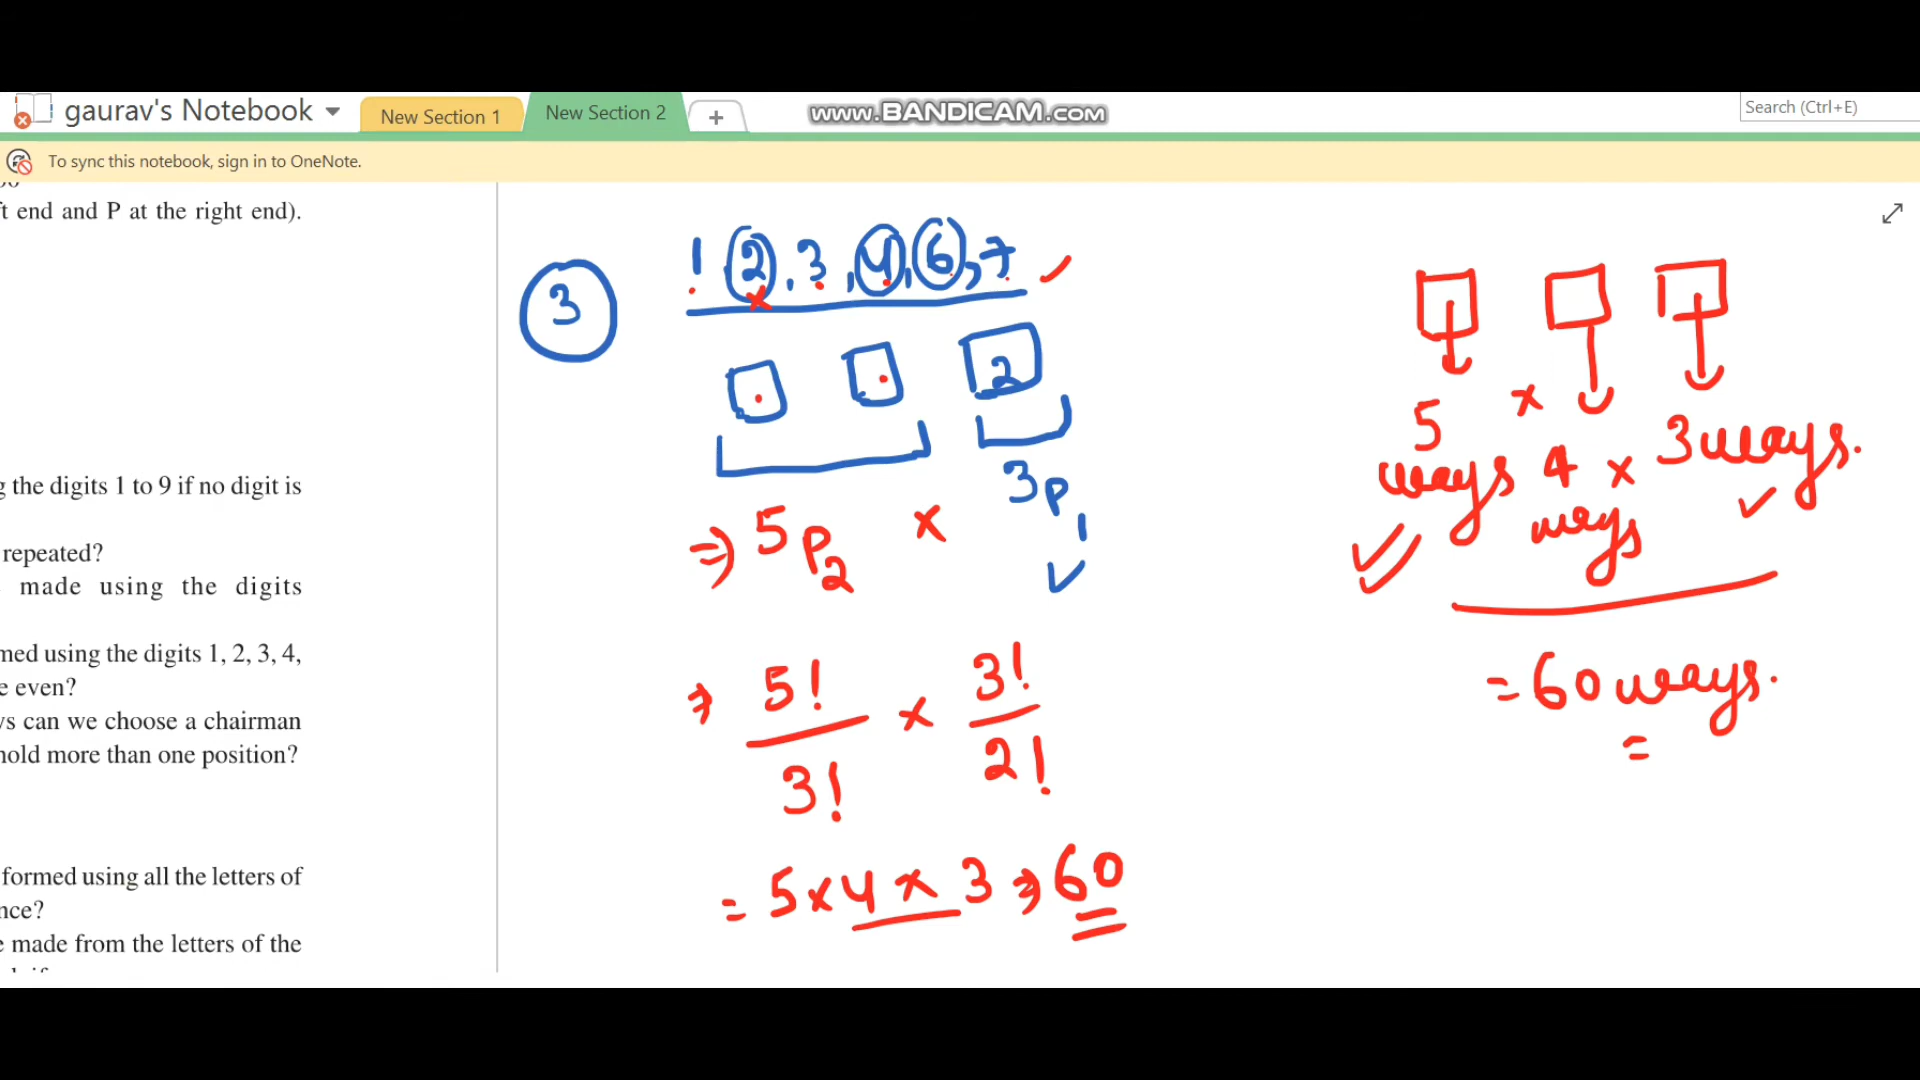 gaurav's Notebook
New Section 1
New Section 2
+
www.BANDICAM.com
Search (Ctrl+E)
To sync this notebook, sign in to OneNote.
ft end and P at the right end).
g the digits 1 to 9 if no digit is
repeated?
made using the digits
med using the digits 1, 2, 3, 4,
e even?
ys can we choose a chairman
hold more than one position?
formed using all the letters of
nce?
e made from the letters of the
3
1 2, 3, 4, 6, 7 ✓
2
3P1 ✓
⇒ 5P2 ×
⇒ 5!/3! × 3!/2!
= 5 × 4 × 3 ⇒ 60
5 ways × 4 ways × 3 ways.
= 60 ways.
=